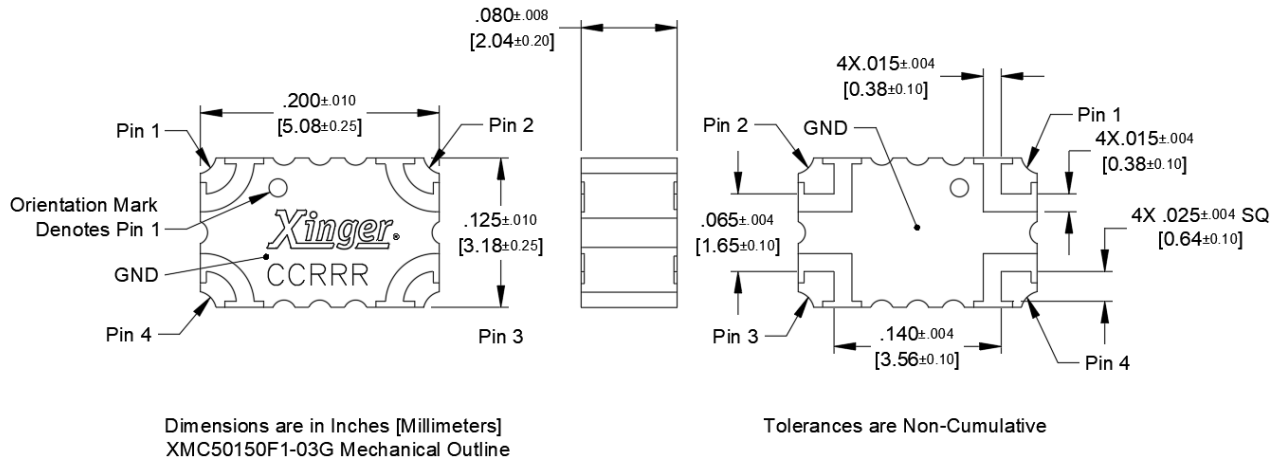 .080±.008
[2.04±0.20]
4X.015±.004
[0.38±0.10]
.200±.010
[5.08±0.25]
Pin 1
Pin 2
Pin 2
GND
Pin 1
4X.015±.004
[0.38±0.10]
Orientation Mark
Denotes Pin 1
Xinger®
.125±.010
[3.18±0.25]
.065±.004
[1.65±0.10]
4X .025±.004 SQ
[0.64±0.10]
GND
CCRRR
Pin 4
Pin 3
Pin 3
.140±.004
[3.56±0.10]
Pin 4
Dimensions are in Inches [Millimeters]
XMC50150F1-03G Mechanical Outline
Tolerances are Non-Cumulative